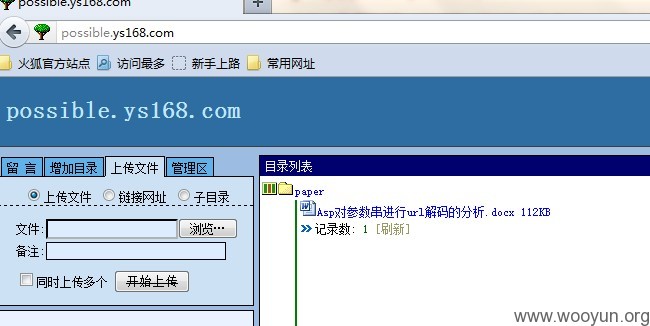 possible.ys168.com
possible.ys168.com
火狐官方站点 访问最多 新手上路 常用网址
possible.ys168.com
留 言 增加目录 上传文件 管理区
目录列表
上传文件 链接网址 子目录
paper
Asp对参数串进行url解码的分析.docx 112KB
文件: 浏览…
记录数: 1 [刷新]
备注:
同时上传多个 开始上传
www.wooyun.org